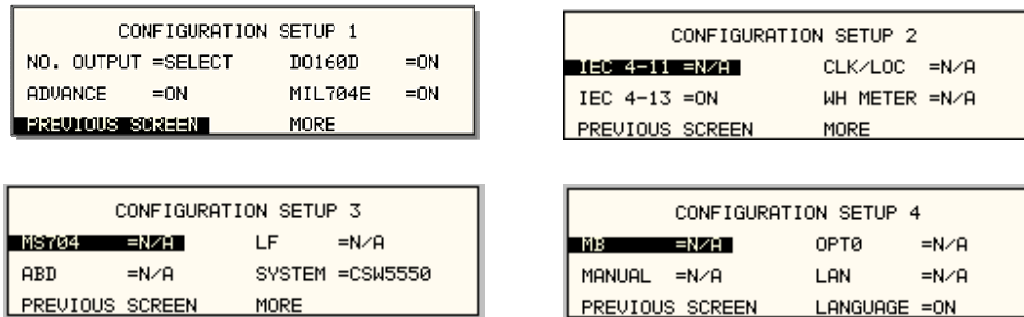 CONFIGURATION SETUP 1
NO. OUTPUT =SELECT DO160D =ON
ADVANCE =ON MIL704E =ON
PREVIOUS SCREEN MORE
CONFIGURATION SETUP 2
IEC 4-11 =N/A CLK/LOC =N/A
IEC 4-13 =ON WH METER =N/A
PREVIOUS SCREEN MORE
CONFIGURATION SETUP 3
MS704 =N/A LF =N/A
ABD =N/A SYSTEM =CSW5550
PREVIOUS SCREEN MORE
CONFIGURATION SETUP 4
MB =N/A OPT0 =N/A
MANUAL =N/A LAN =N/A
PREVIOUS SCREEN LANGUAGE =ON